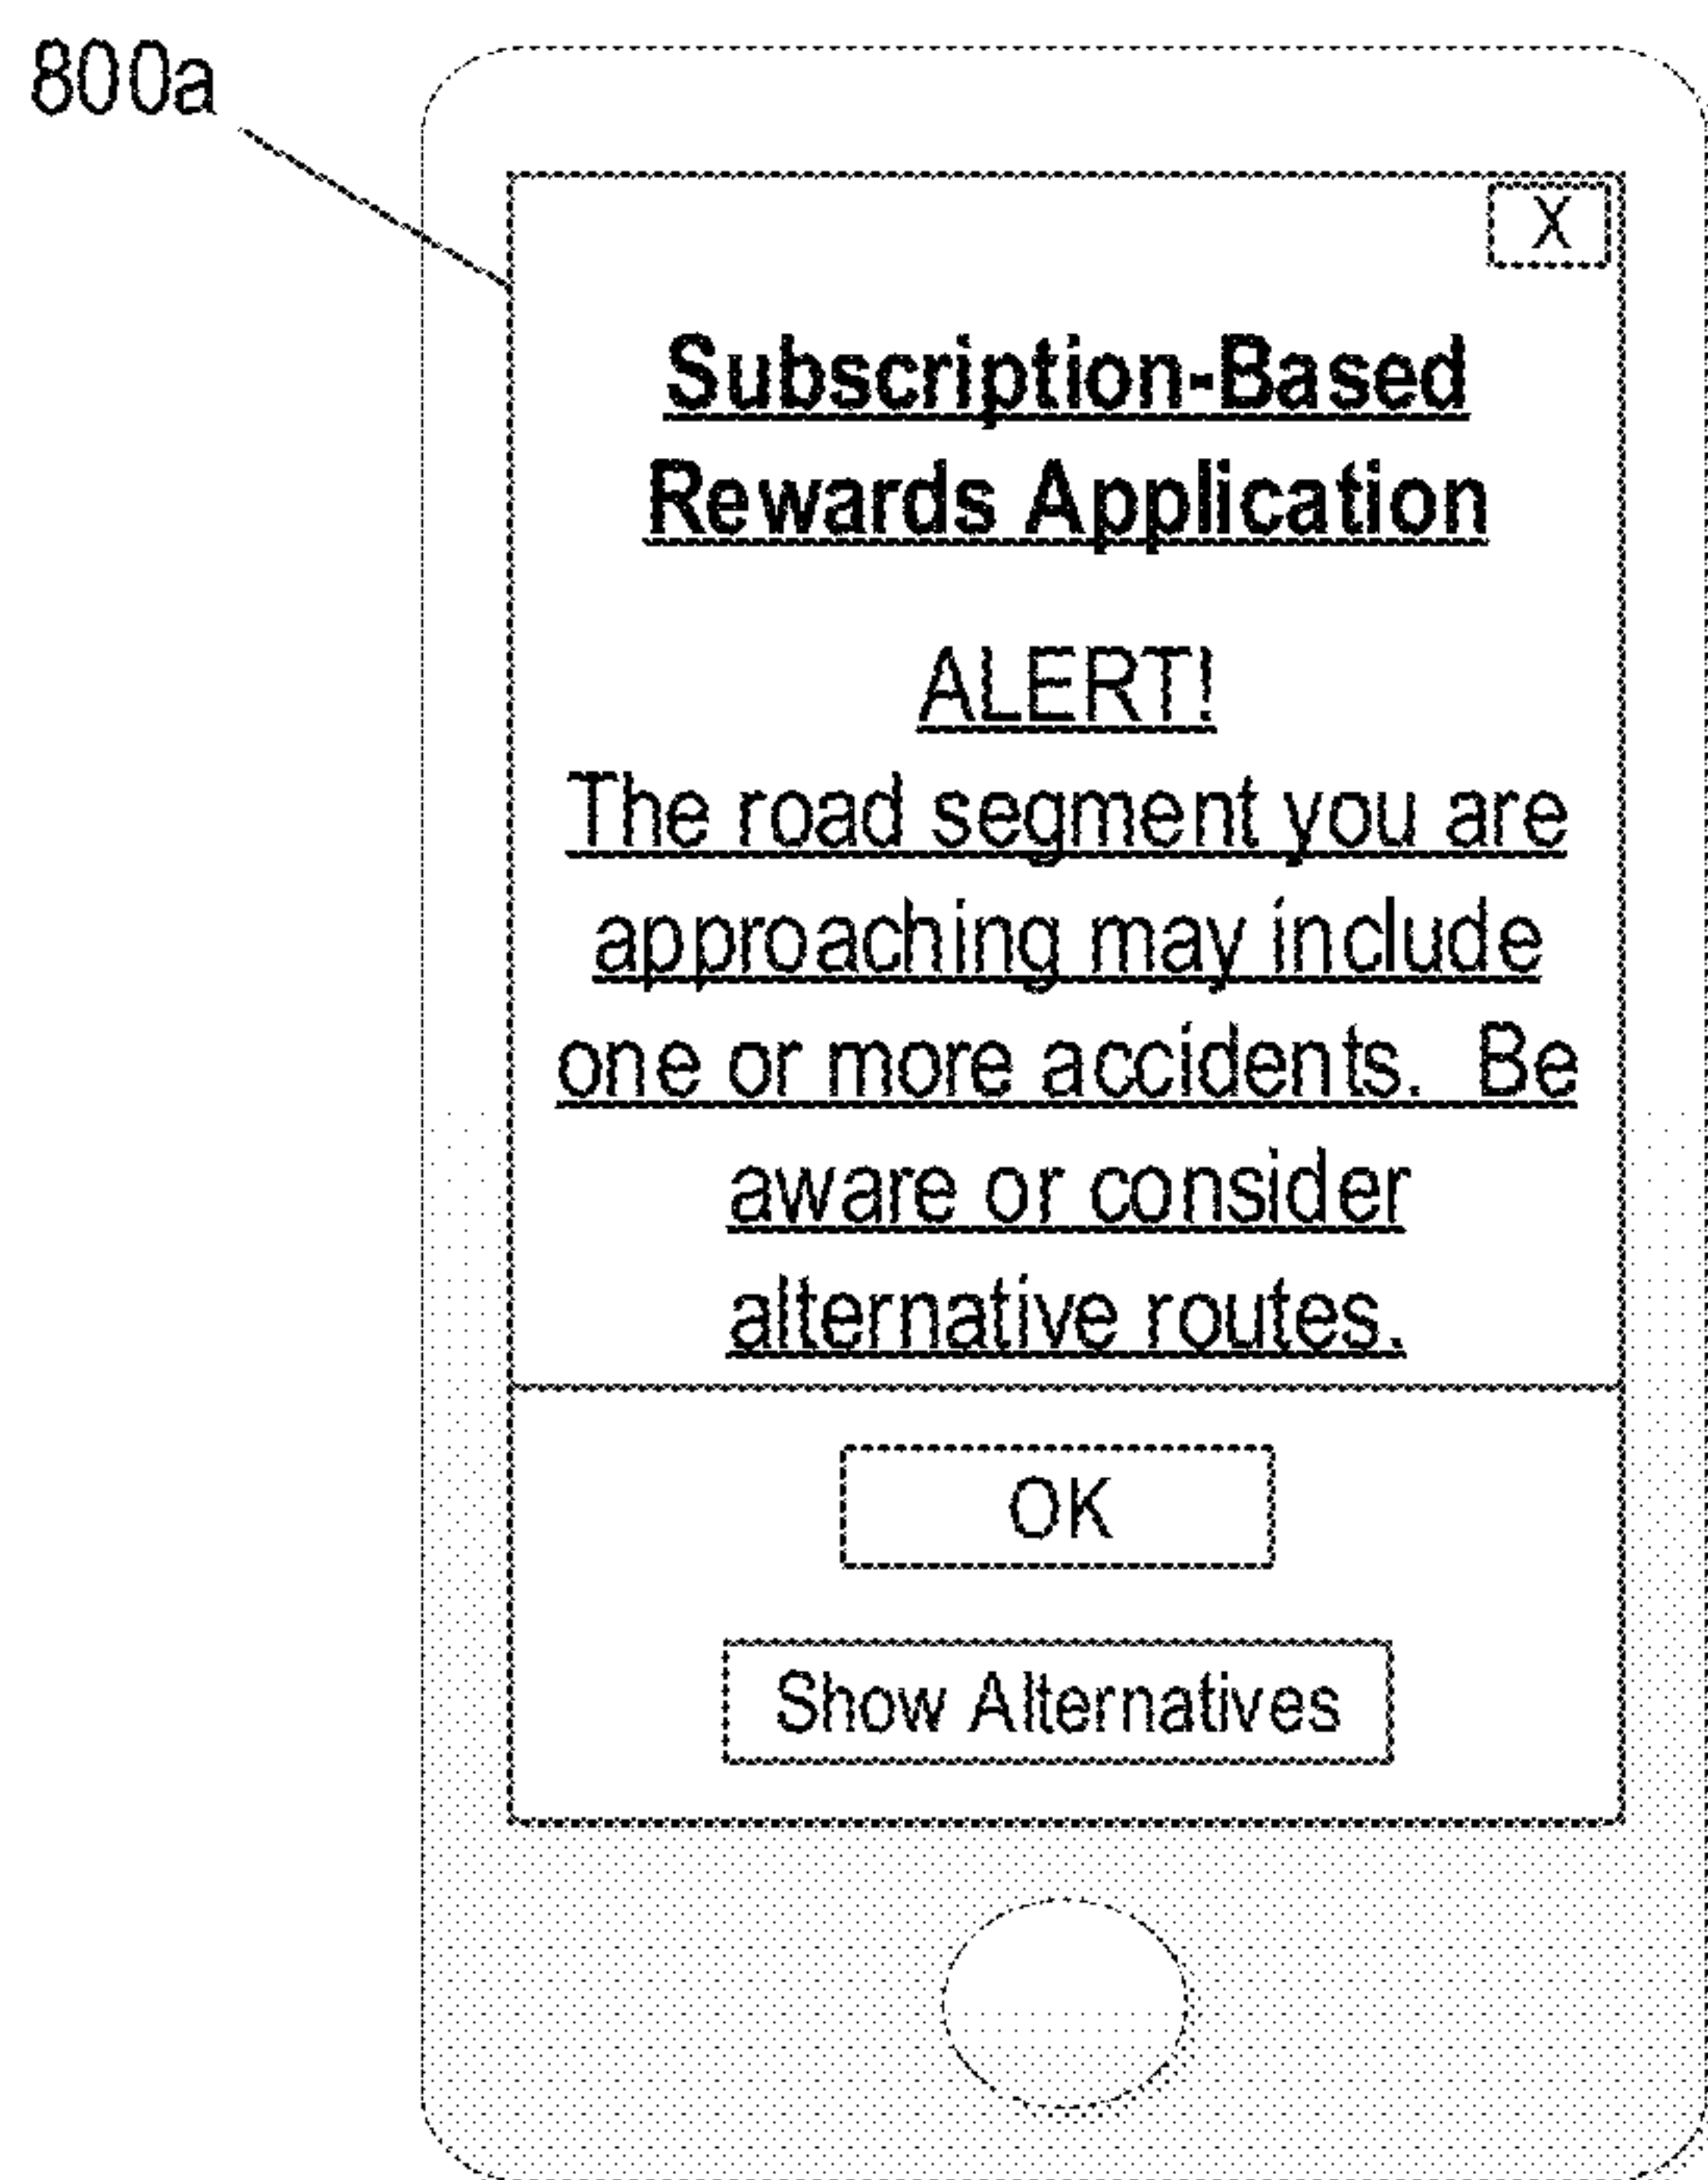 800a
X
Subscription-Based
Rewards Application
ALERT!
The road segment you are
approaching may include
one or more accidents.  Be
aware or consider
alternative routes.
OK
Show Alternatives